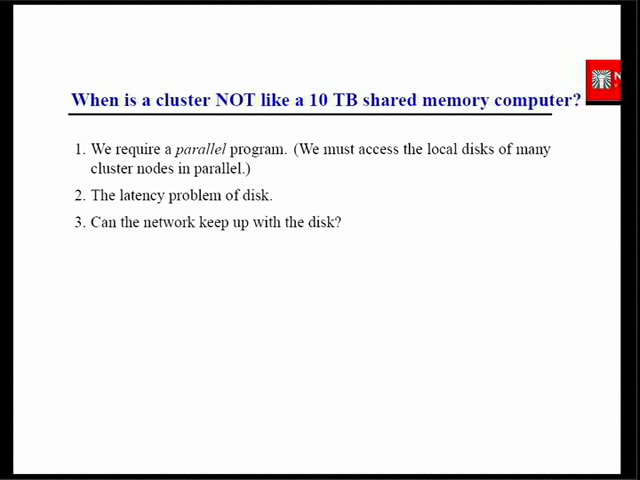 When is a cluster NOT like a 10 TB shared memory computer?
1. We require a parallel program. (We must access the local disks of many
cluster nodes in parallel.)
2. The latency problem of disk.
3. Can the network keep up with the disk?